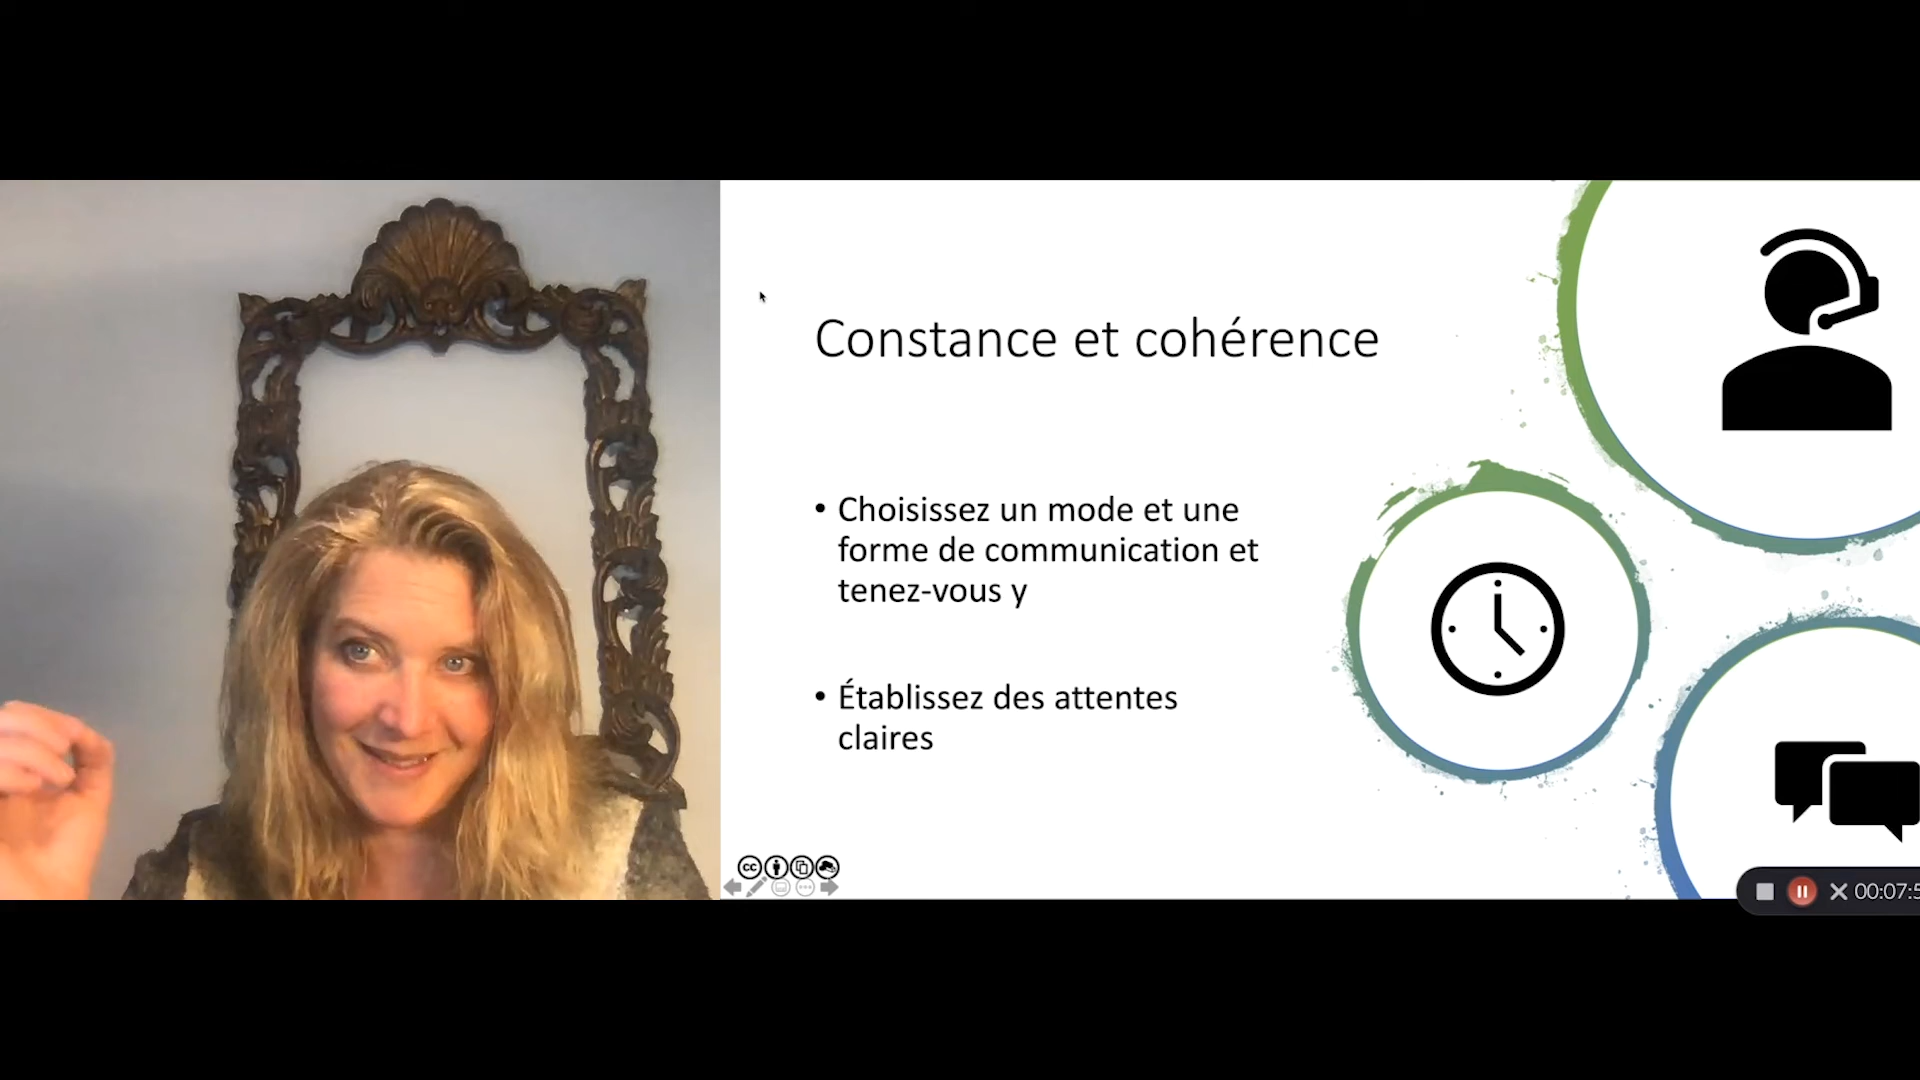 Constance et cohérence
• Choisissez un mode et une
forme de communication et
tenez-vous y
• Établissez des attentes
claires
cc
00:07:5